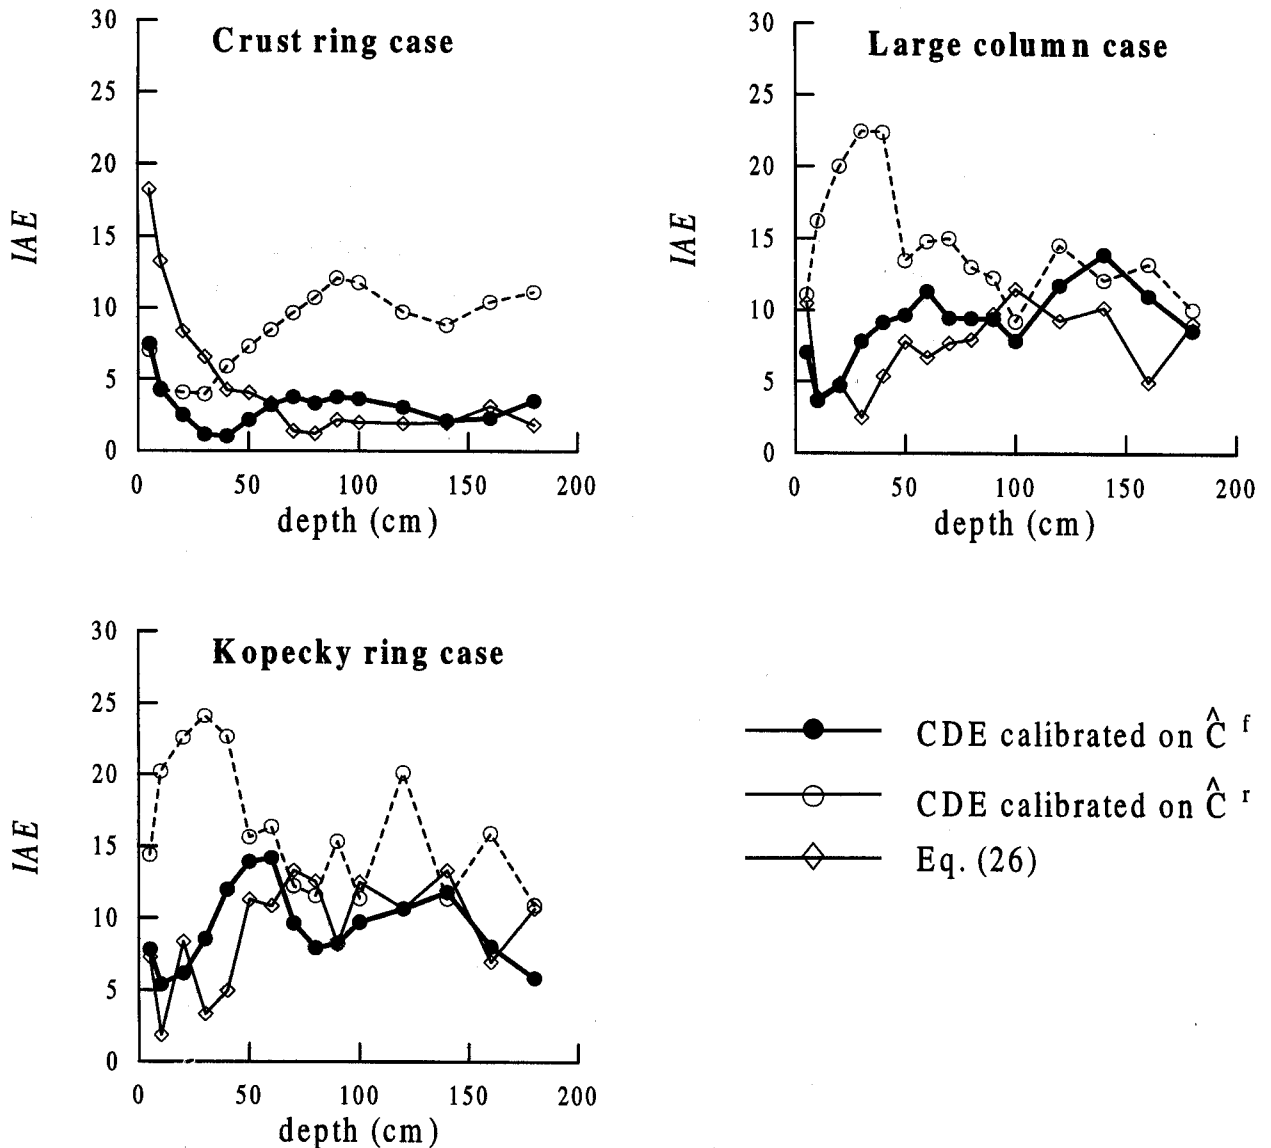 Crust ring case
30
25
20
15
10
5
0
IAE
0 50 100 150 200
depth (cm)
Large column case
30
25
20
15
10
5
0
IAE
0 50 100 150 200
depth (cm)
Kopecky ring case
30
25
20
15
10
5
0
IAE
0 50 100 150 200
depth (cm)
CDE calibrated on Ĉ f
CDE calibrated on Ĉ r
Eq. (26)